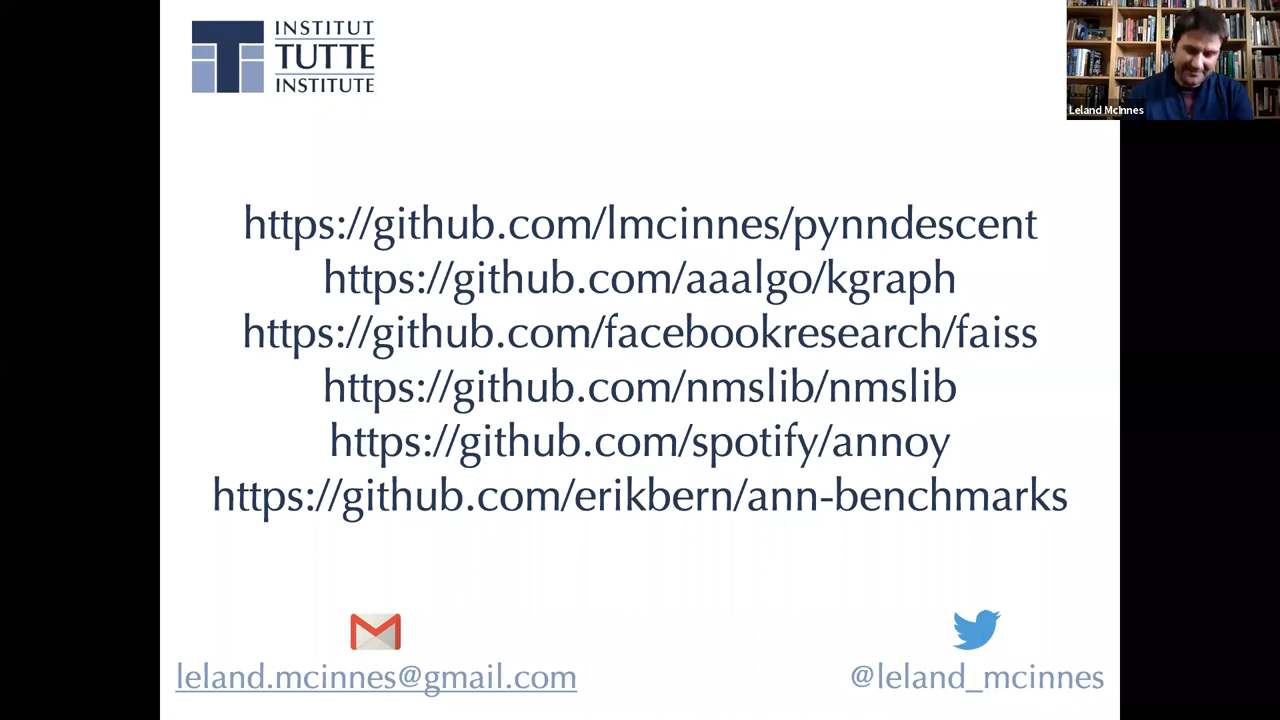 INSTITUT
TUTTE
INSTITUTE
Leland McInnes
https://github.com/lmcinnes/pynndescent
https://github.com/aaalgo/kgraph
https://github.com/facebookresearch/faiss
https://github.com/nmslib/nmslib
https://github.com/spotify/annoy
https://github.com/erikbern/ann-benchmarks
leland.mcinnes@gmail.com
@leland_mcinnes